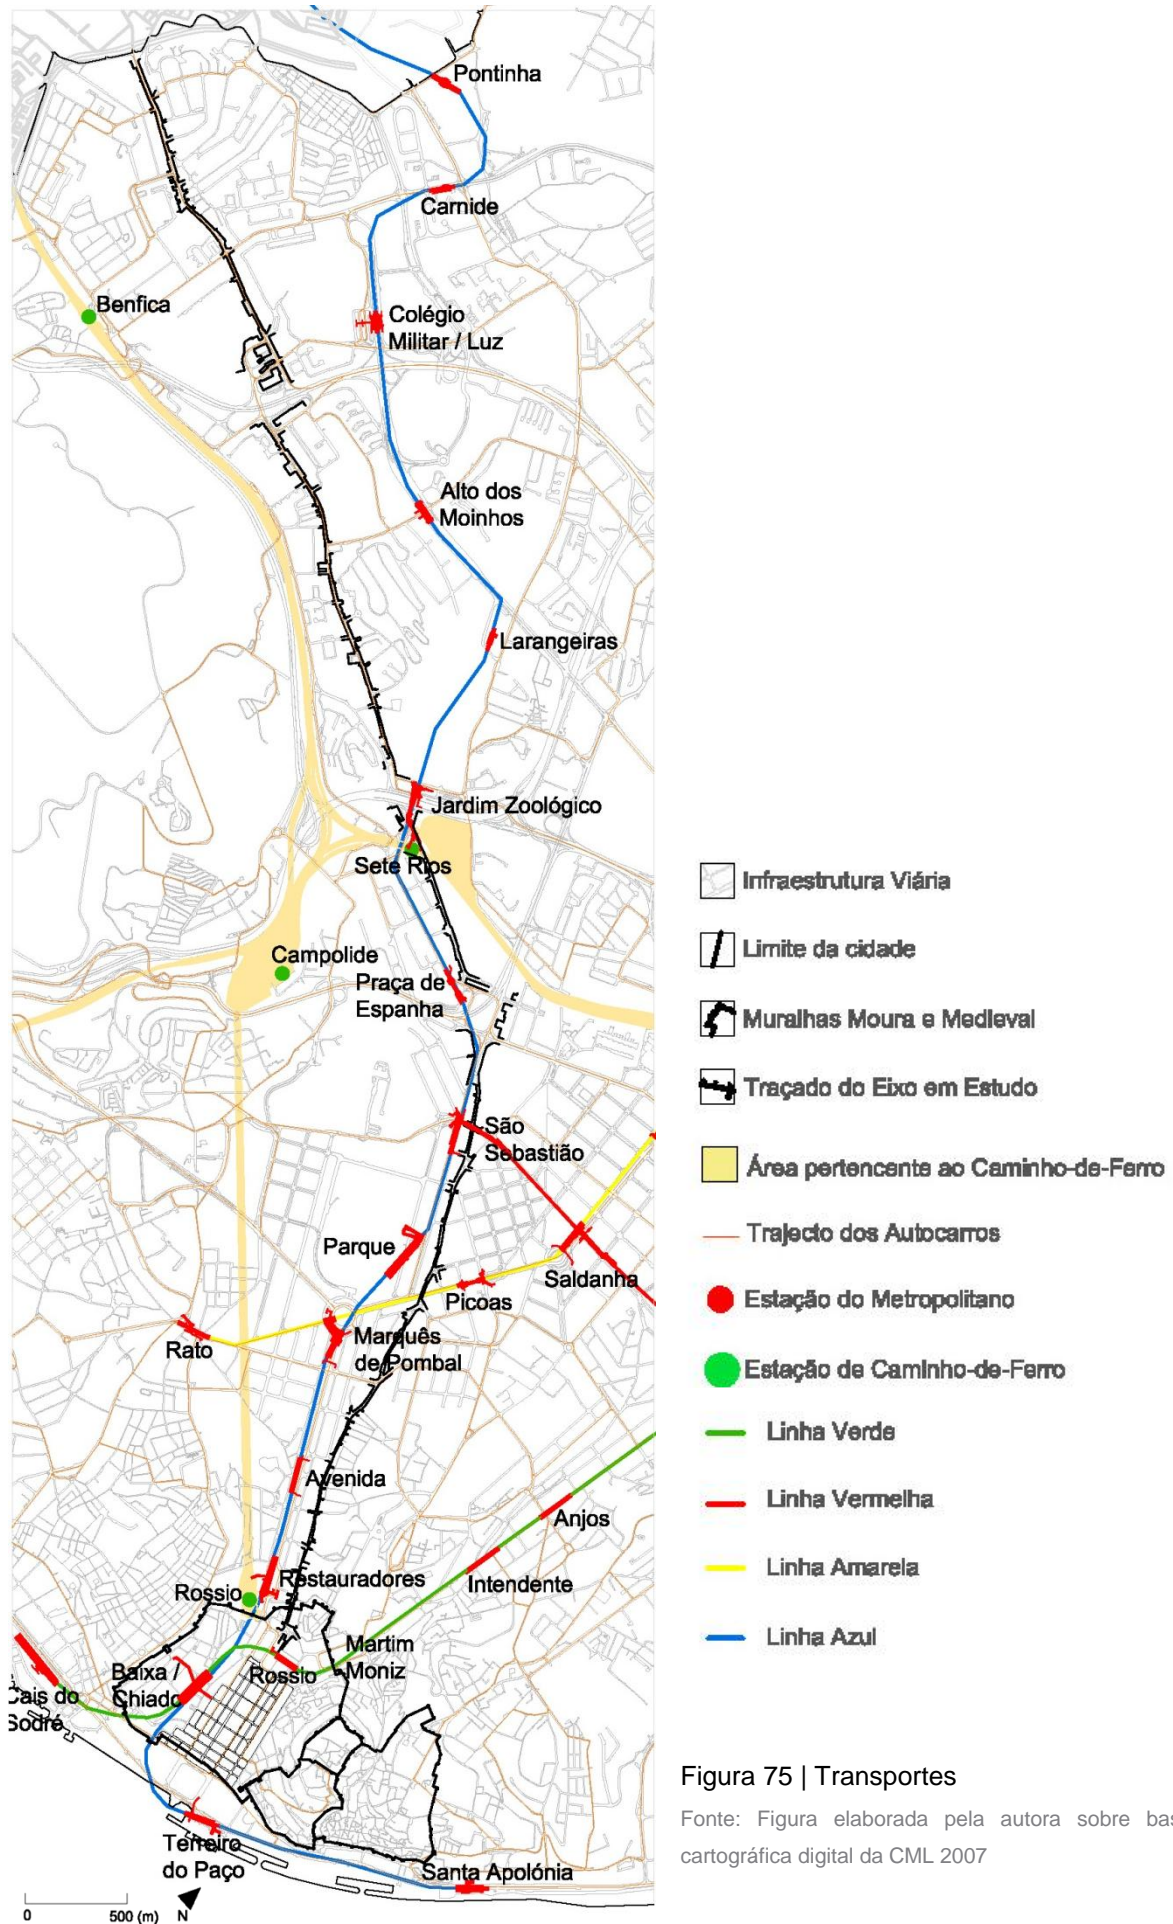 Pontinha
Carnide
Benfica
Colégio
Militar / Luz
Alto dos
Moinhos
Larangeiras
Jardim Zoológico
Sete Rios
Campolide
Praça de
Espanha
São
Sebastião
Parque
Saldanha
Picoas
Rato
Marquês
de Pombal
Avenida
Anjos
Intendente
Restauradores
Rossio
Martim
Moniz
Rossio
Baixa /
Chiado
Cais do
Sodré
Terreiro
do Paço
Santa Apolónia
0 500 (m) N
Infraestrutura Viária
Limite da cidade
Muralhas Moura e Medieval
Traçado do Eixo em Estudo
Área pertencente ao Caminho-de-Ferro
Trajecto dos Autocarros
Estação do Metropolitano
Estação de Caminho-de-Ferro
Linha Verde
Linha Vermelha
Linha Amarela
Linha Azul
Figura 75 | Transportes
Fonte: Figura elaborada pela autora sobre bas
cartográfica digital da CML 2007